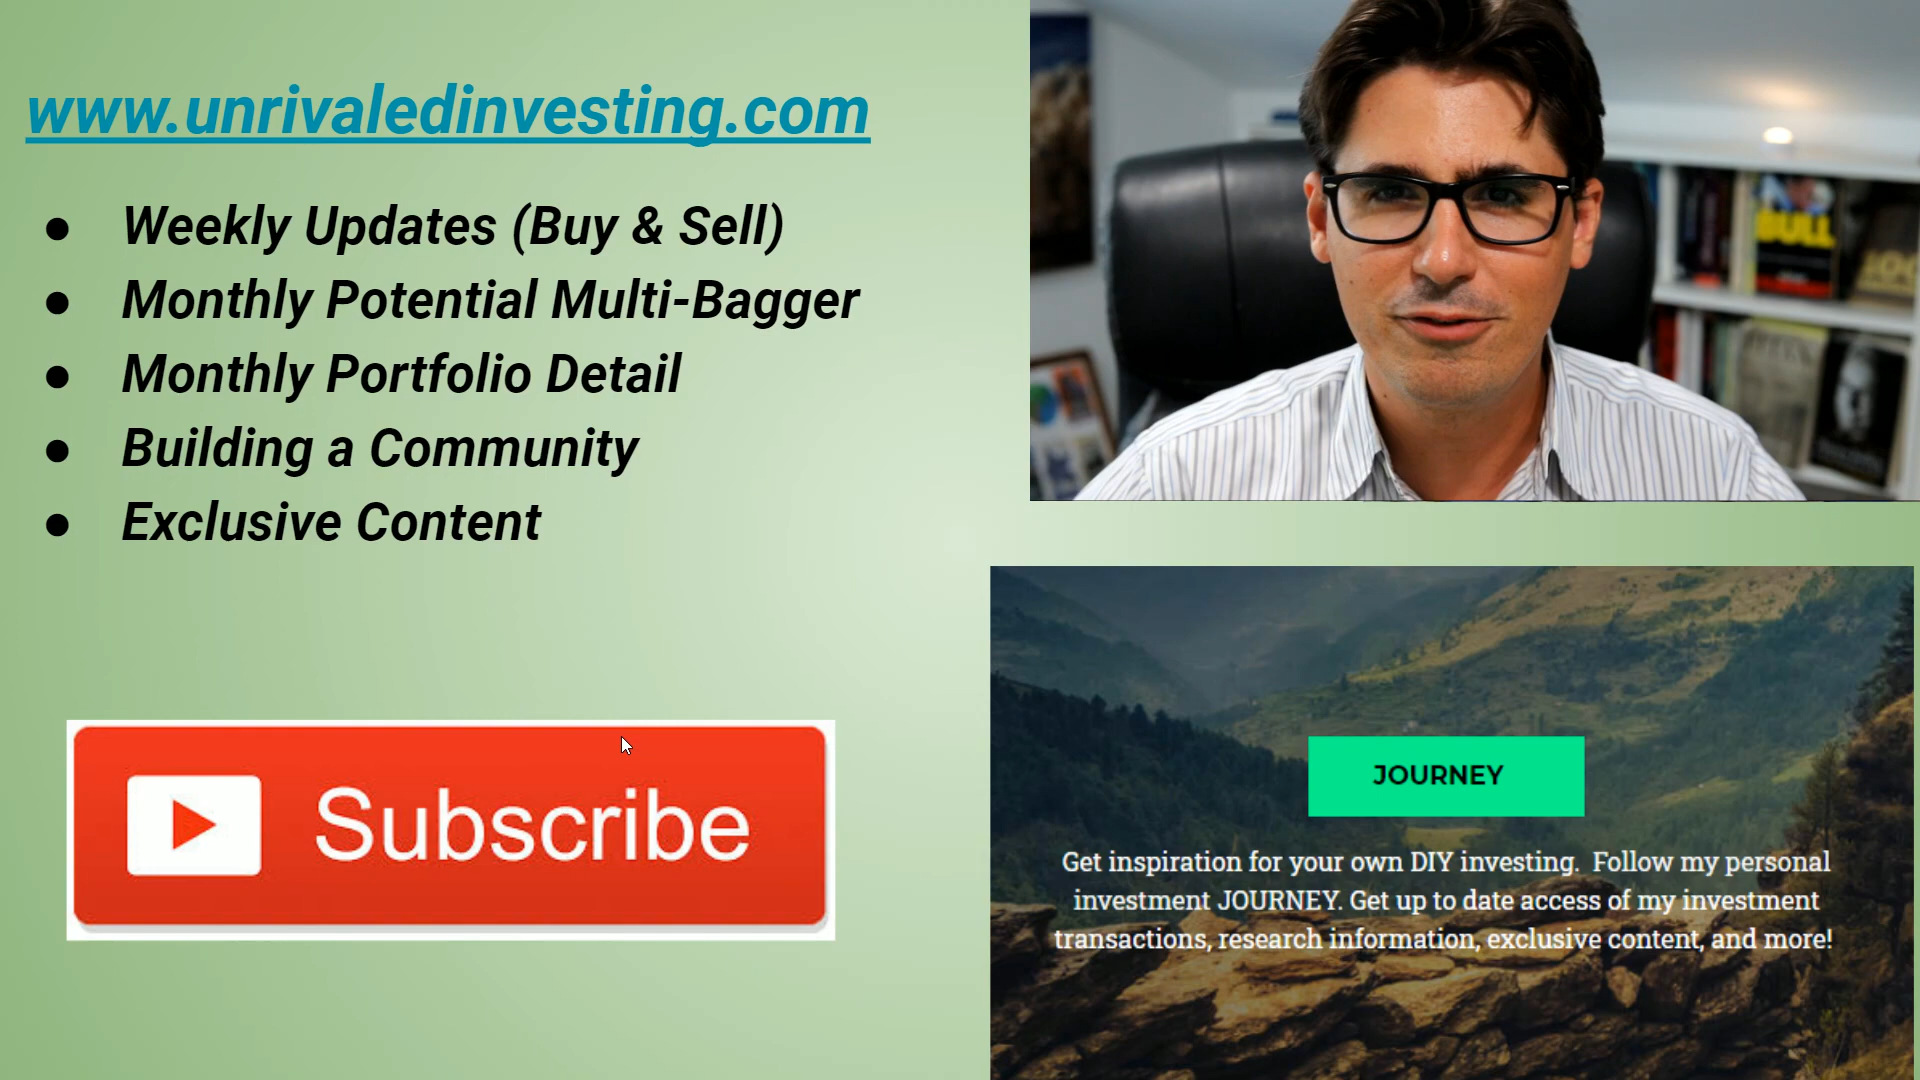 www.unrivaledinvesting.com
● Weekly Updates (Buy & Sell)
● Monthly Potential Multi-Bagger
● Monthly Portfolio Detail
● Building a Community
● Exclusive Content
Subscribe
BULL
JOURNEY
Get inspiration for your own DIY investing.  Follow my personal
investment JOURNEY. Get up to date access of my investment
transactions, research information, exclusive content, and more!